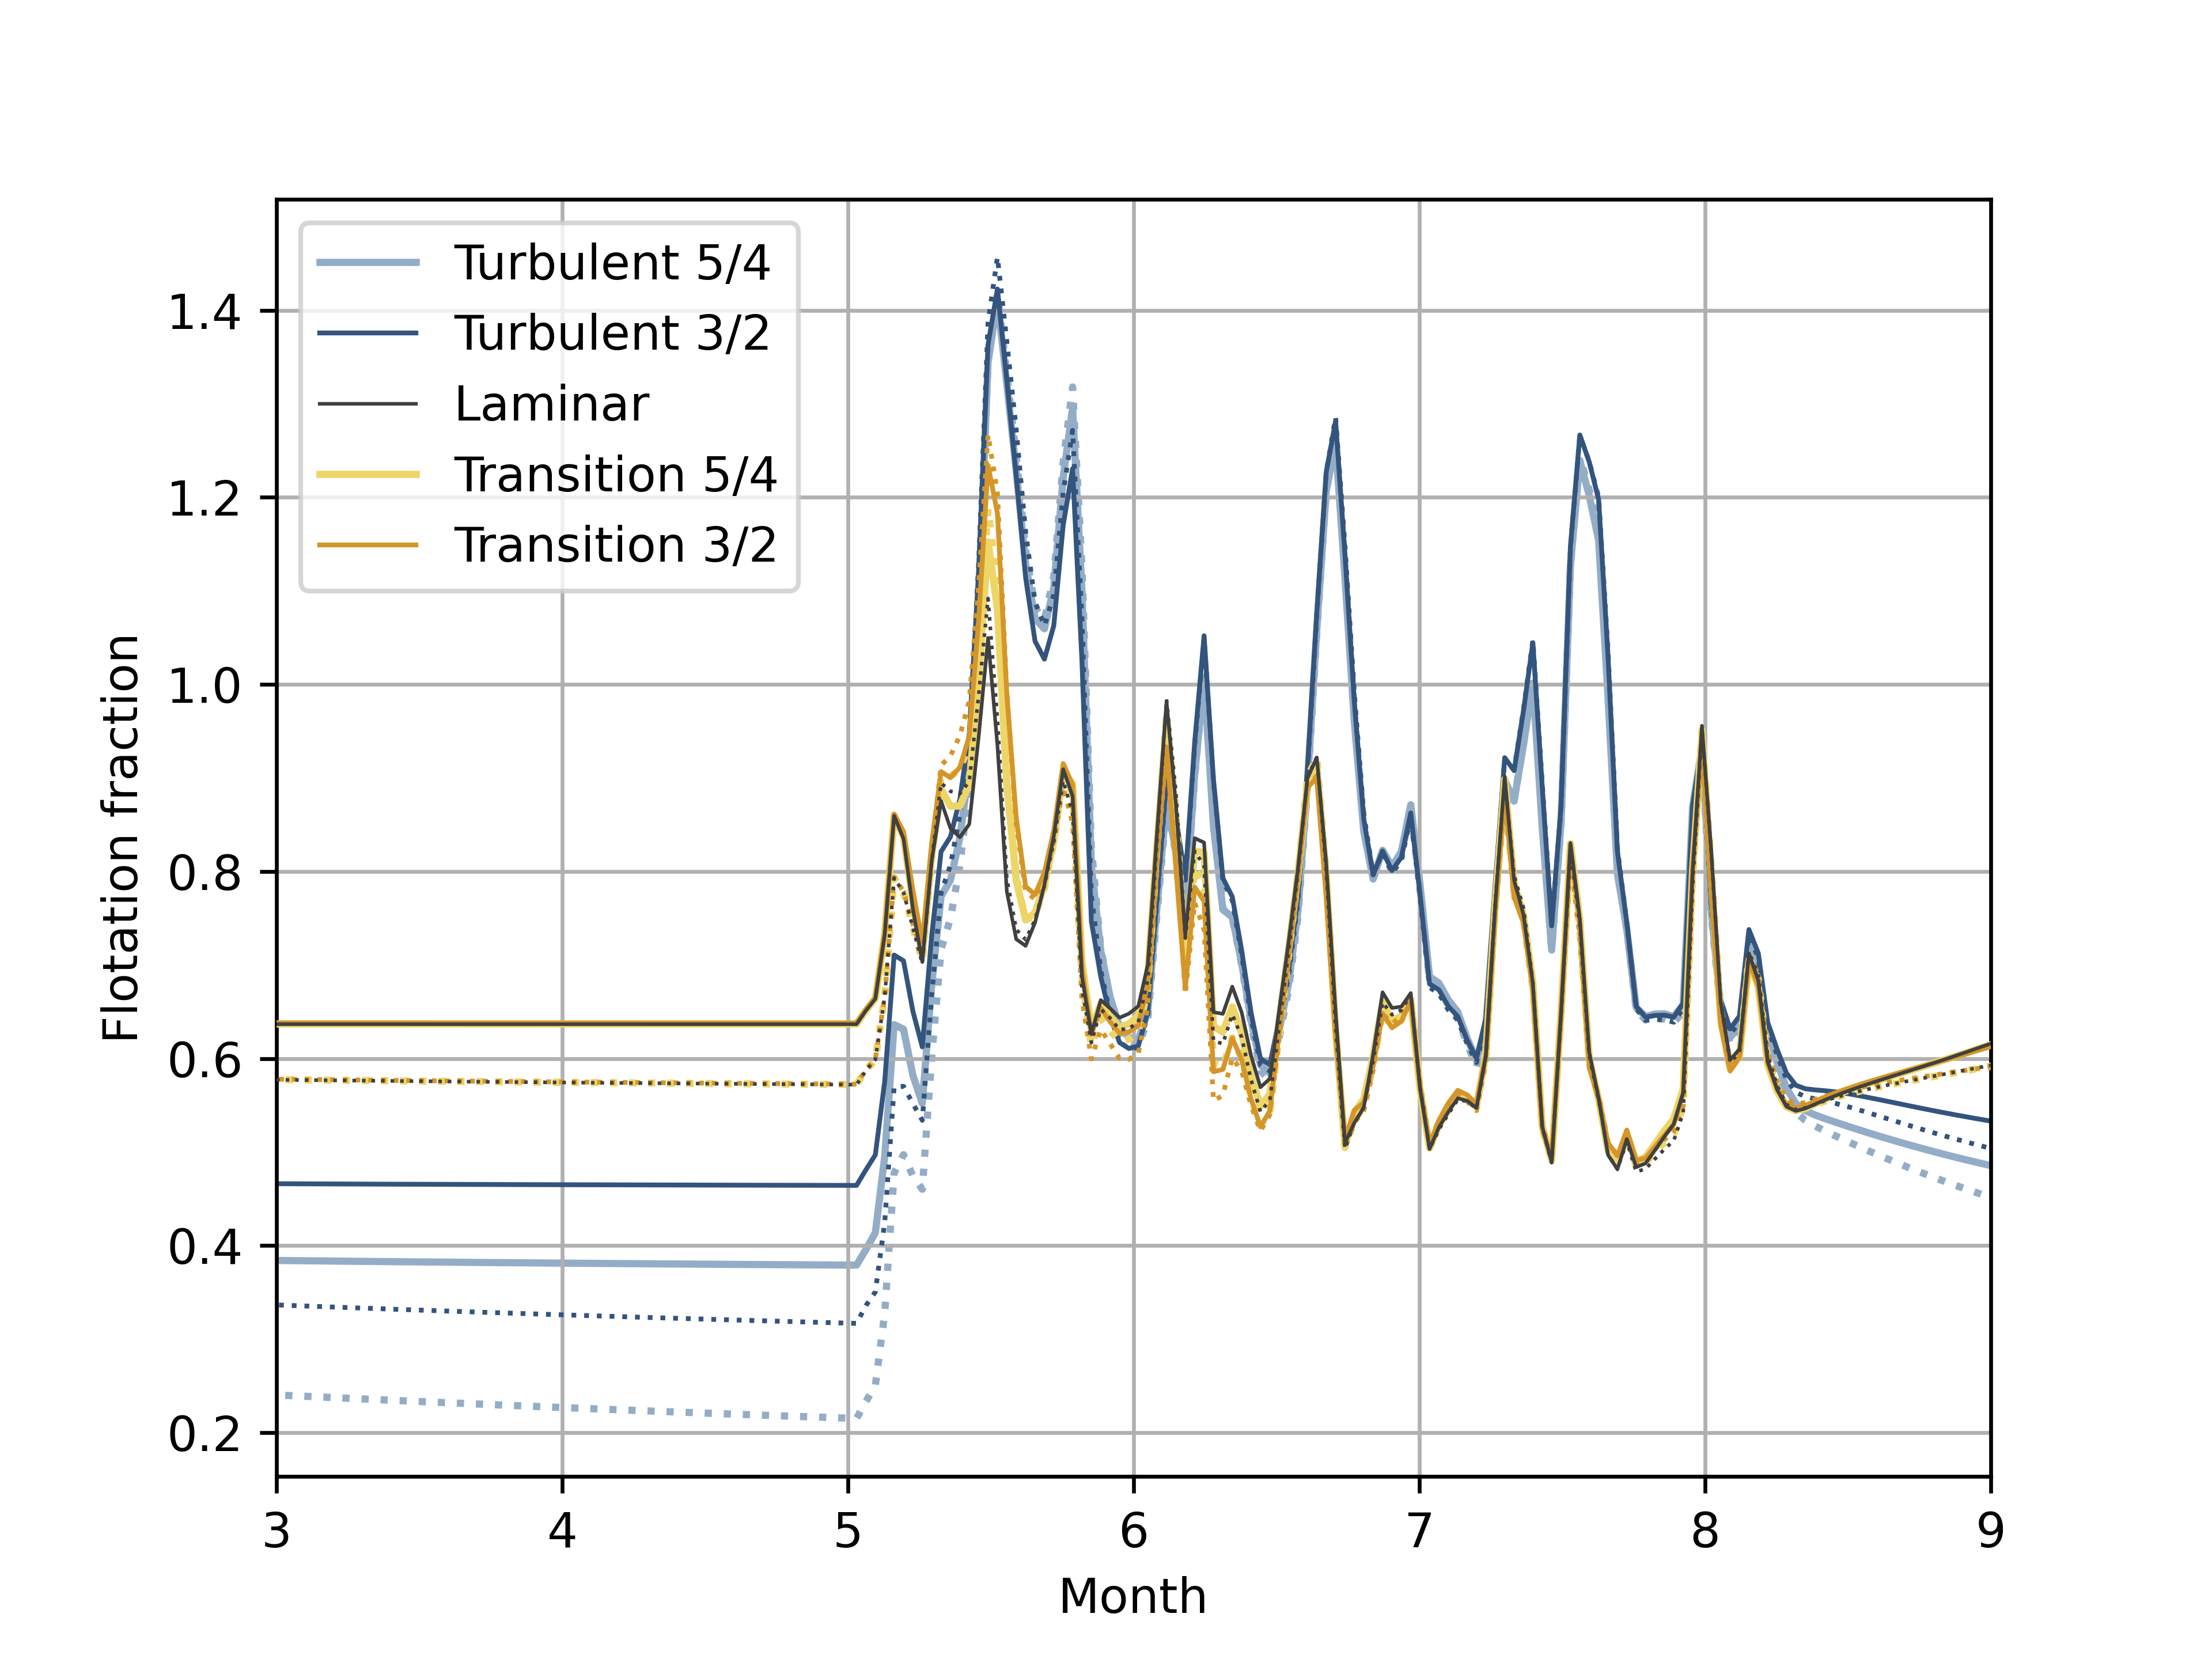 Turbulent 5/4
Turbulent 3/2
Laminar
Transition 5/4
Transition 3/2
1.4
1.2
1.0
0.8
0.6
0.4
0.2
Flotation fraction
3 4 5 6 7 8 9
Month